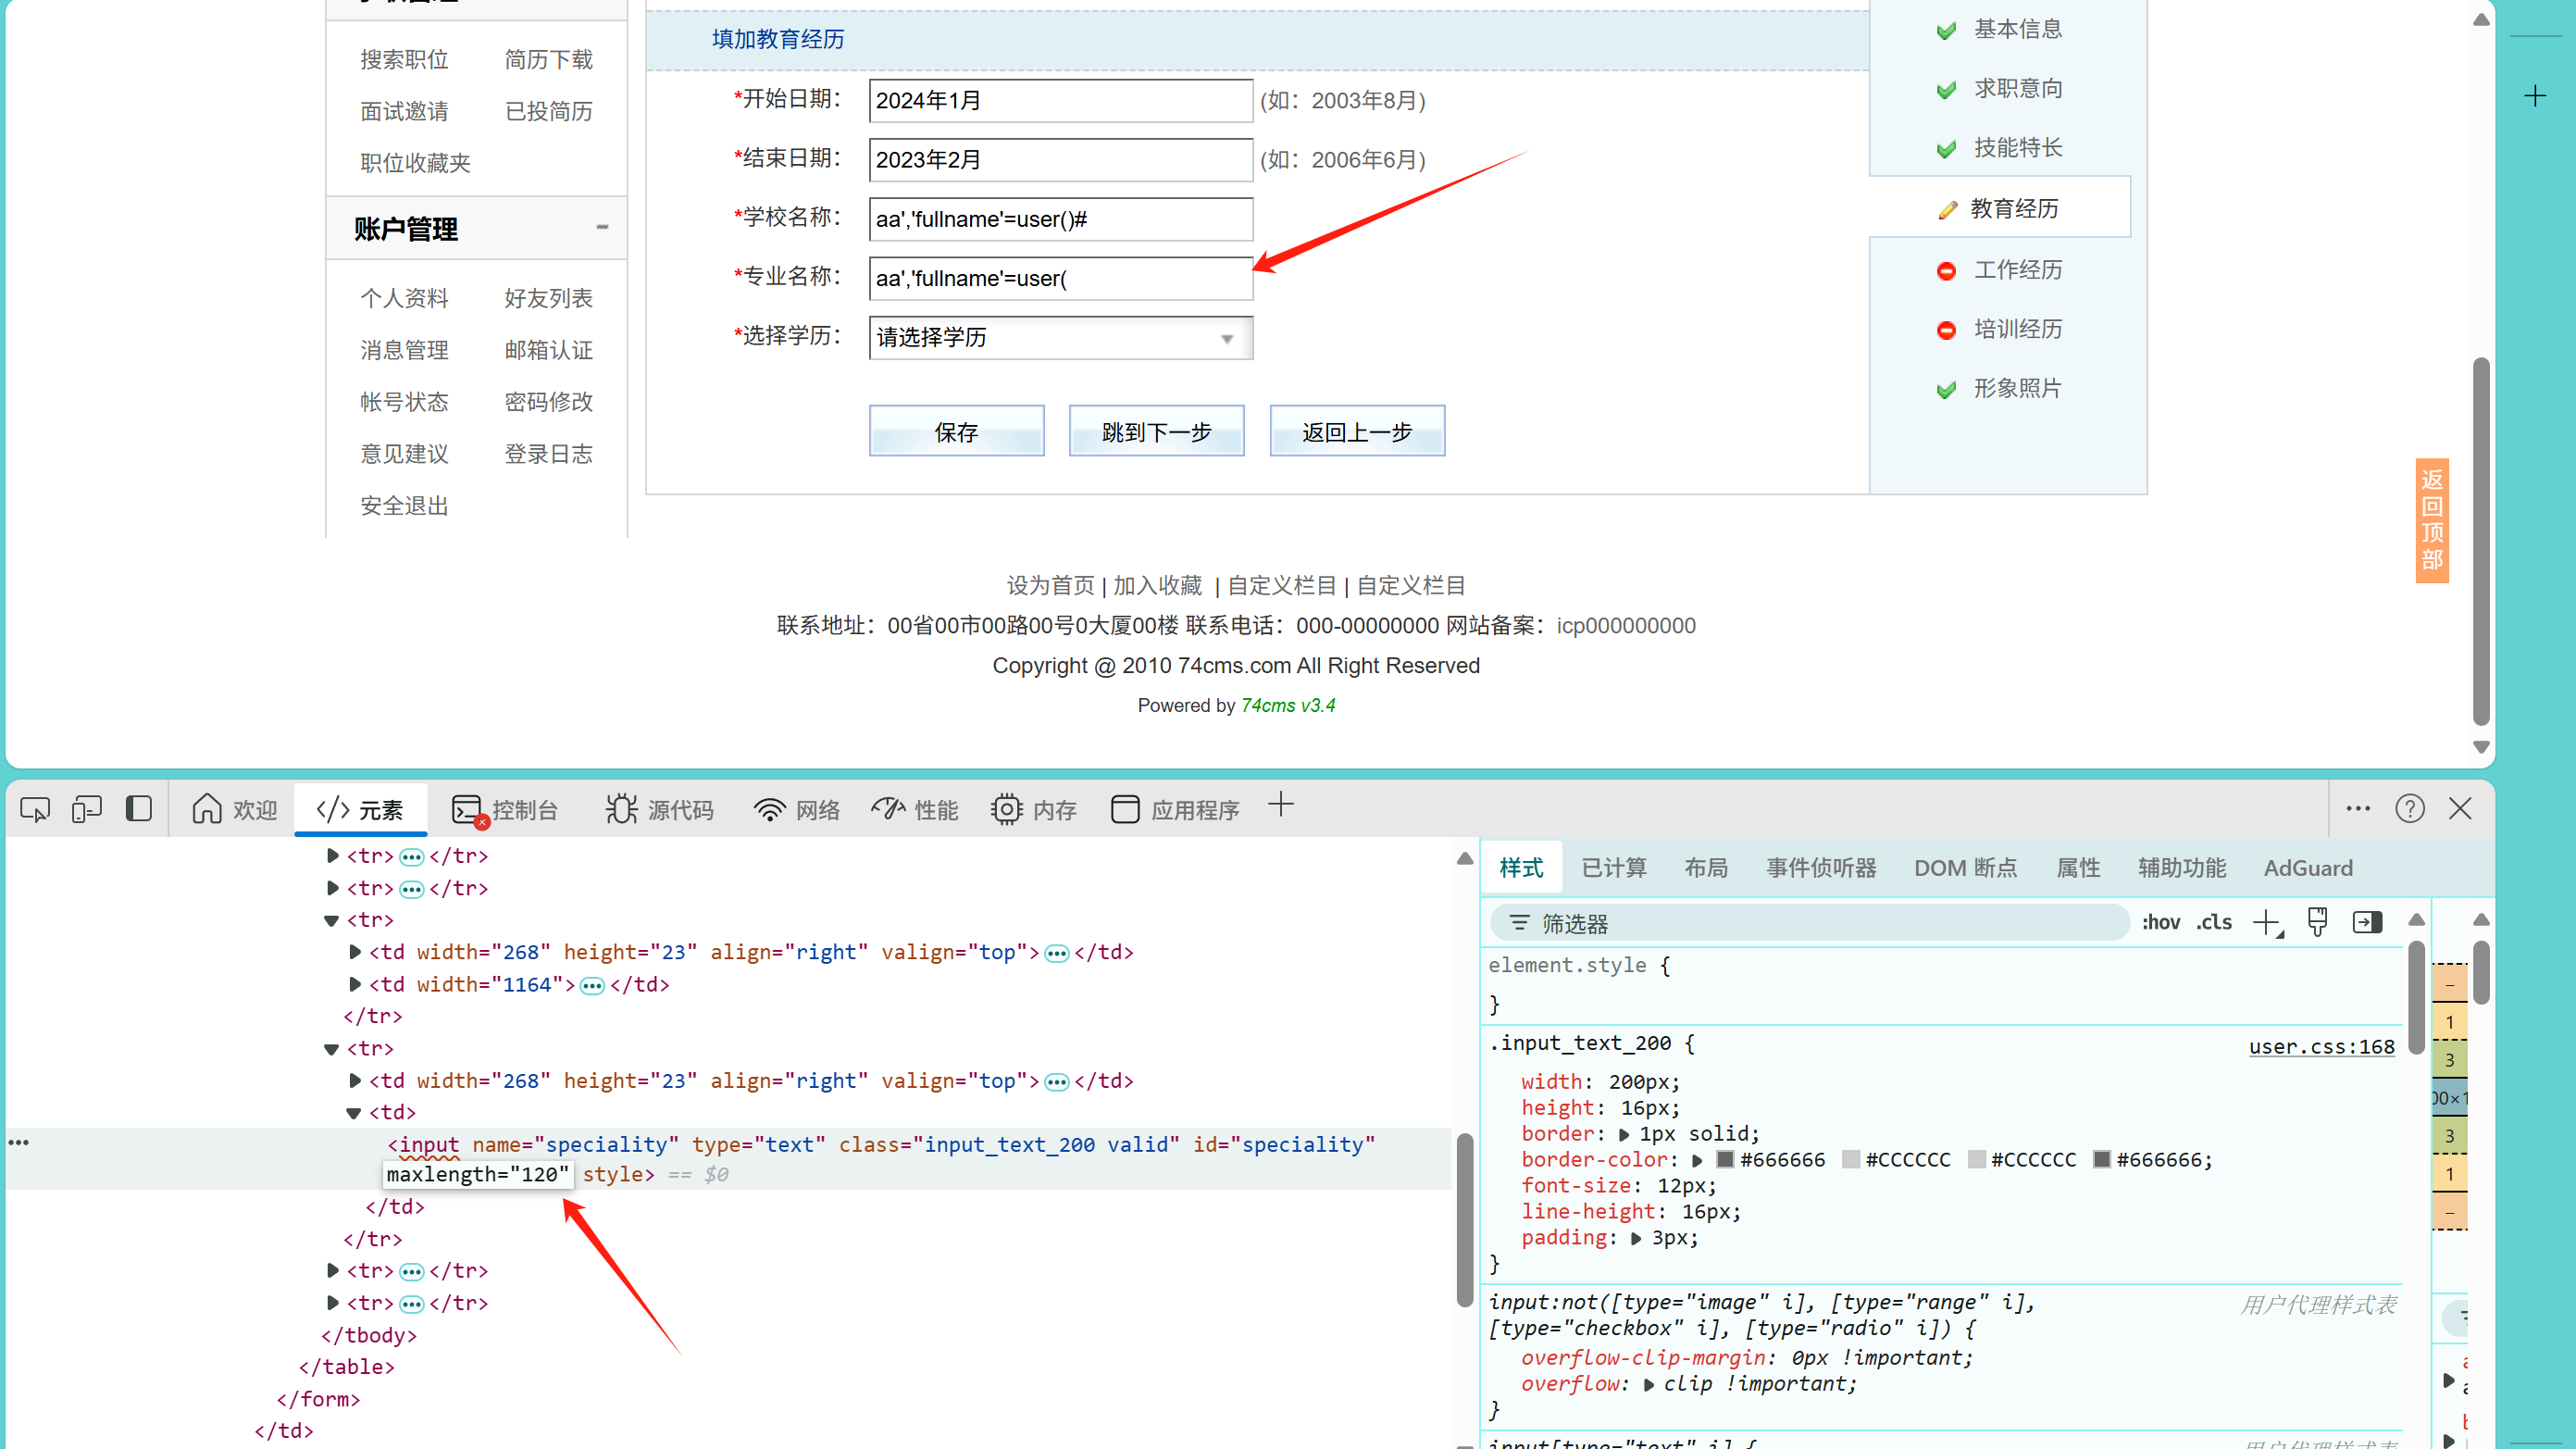 填加教育经历
基本信息
搜索职位 简历下载
*开始日期： 2024年1月 (如：2003年8月)
求职意向
面试邀请 已投简历
*结束日期： 2023年2月 (如：2006年6月)
技能特长
职位收藏夹
*学校名称： aa','fullname'=user()#
教育经历
账户管理
*专业名称： aa','fullname'=user(
工作经历
个人资料 好友列表
*选择学历： 请选择学历
培训经历
消息管理 邮箱认证
形象照片
帐号状态 密码修改
保存 跳到下一步 返回上一步
意见建议 登录日志
安全退出
返回顶部
设为首页 | 加入收藏 | 自定义栏目 | 自定义栏目
联系地址：00省00市00路00号0大厦00楼 联系电话：000-00000000 网站备案：icp000000000
Copyright @ 2010 74cms.com All Right Reserved
Powered by 74cms v3.4
欢迎 元素 控制台 源代码 网络 性能 内存 应用程序
<tr>•••</tr>
<tr>•••</tr>
<tr>
<td width="268" height="23" align="right" valign="top">•••</td>
<td width="1164">•••</td>
</tr>
<tr>
<td width="268" height="23" align="right" valign="top">•••</td>
<td>
<input name="speciality" type="text" class="input_text_200 valid" id="speciality"
maxlength="120" style> == $0
</td>
</tr>
<tr>•••</tr>
<tr>•••</tr>
</tbody>
</table>
</form>
</td>
样式 已计算 布局 事件侦听器 DOM 断点 属性 辅助功能 AdGuard
筛选器 :hov .cls
element.style {
}
.input_text_200 { user.css:168
width: 200px;
height: 16px;
border: 1px solid;
border-color: #666666 #CCCCCC #CCCCCC #666666;
font-size: 12px;
line-height: 16px;
padding: 3px;
}
input:not([type="image" i], [type="range" i], 用户代理样式表
[type="checkbox" i], [type="radio" i]) {
overflow-clip-margin: 0px !important;
overflow: clip !important;
}
input[type="text" i] { 用户代理样式表
–
1
3
3
1
–